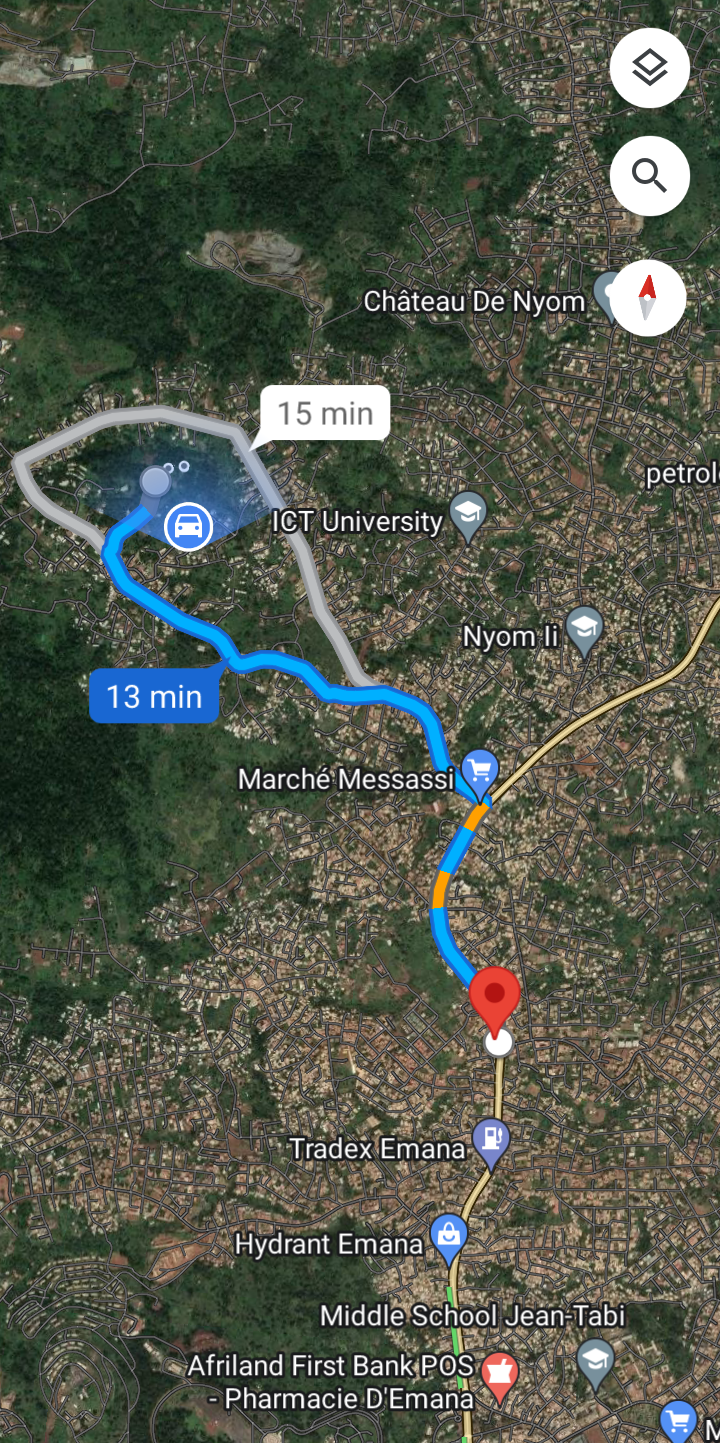 Château De Nyom
15 min
petrol
ICT University
Nyom Ii
13 min
Marché Messassi
Tradex Emana
Hydrant Emana
Middle School Jean-Tabi
Afriland First Bank POS
- Pharmacie D'Emana
M